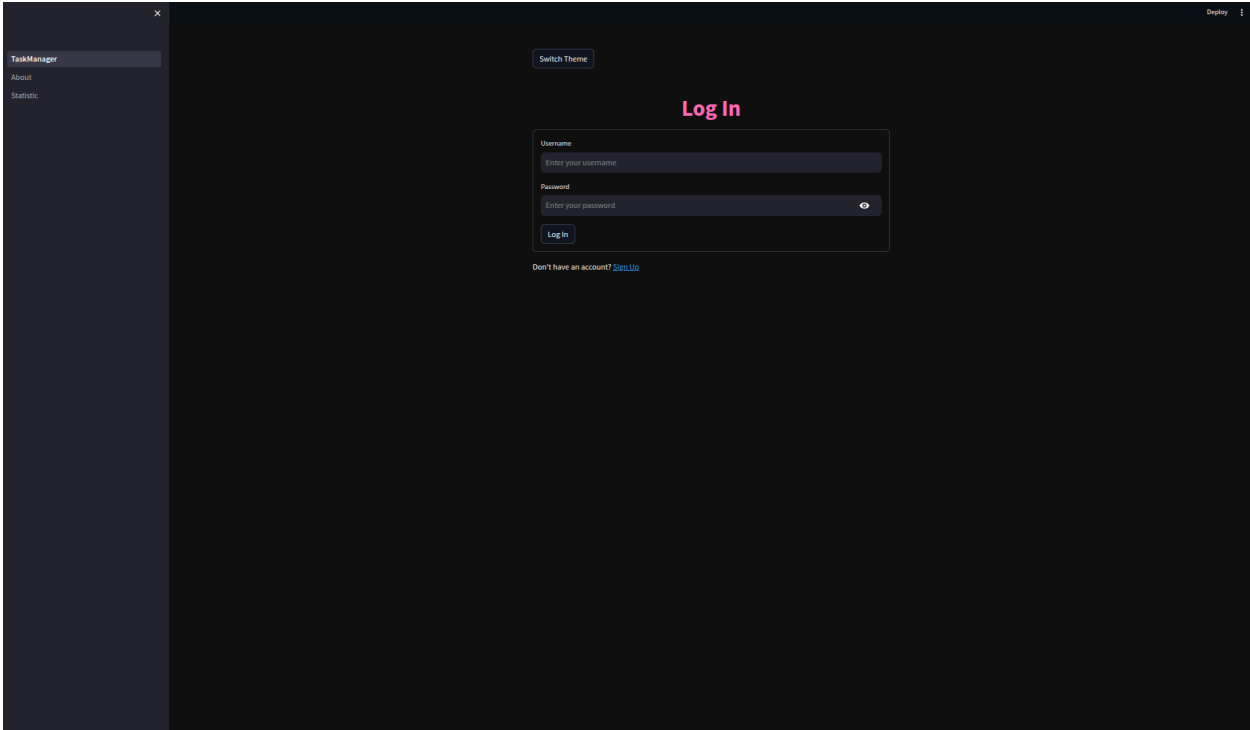 Deploy
TaskManager
About
Statistic
Switch Theme
Log In
Username
Enter your username
Password
Enter your password
Log In
Don't have an account? Sign Up